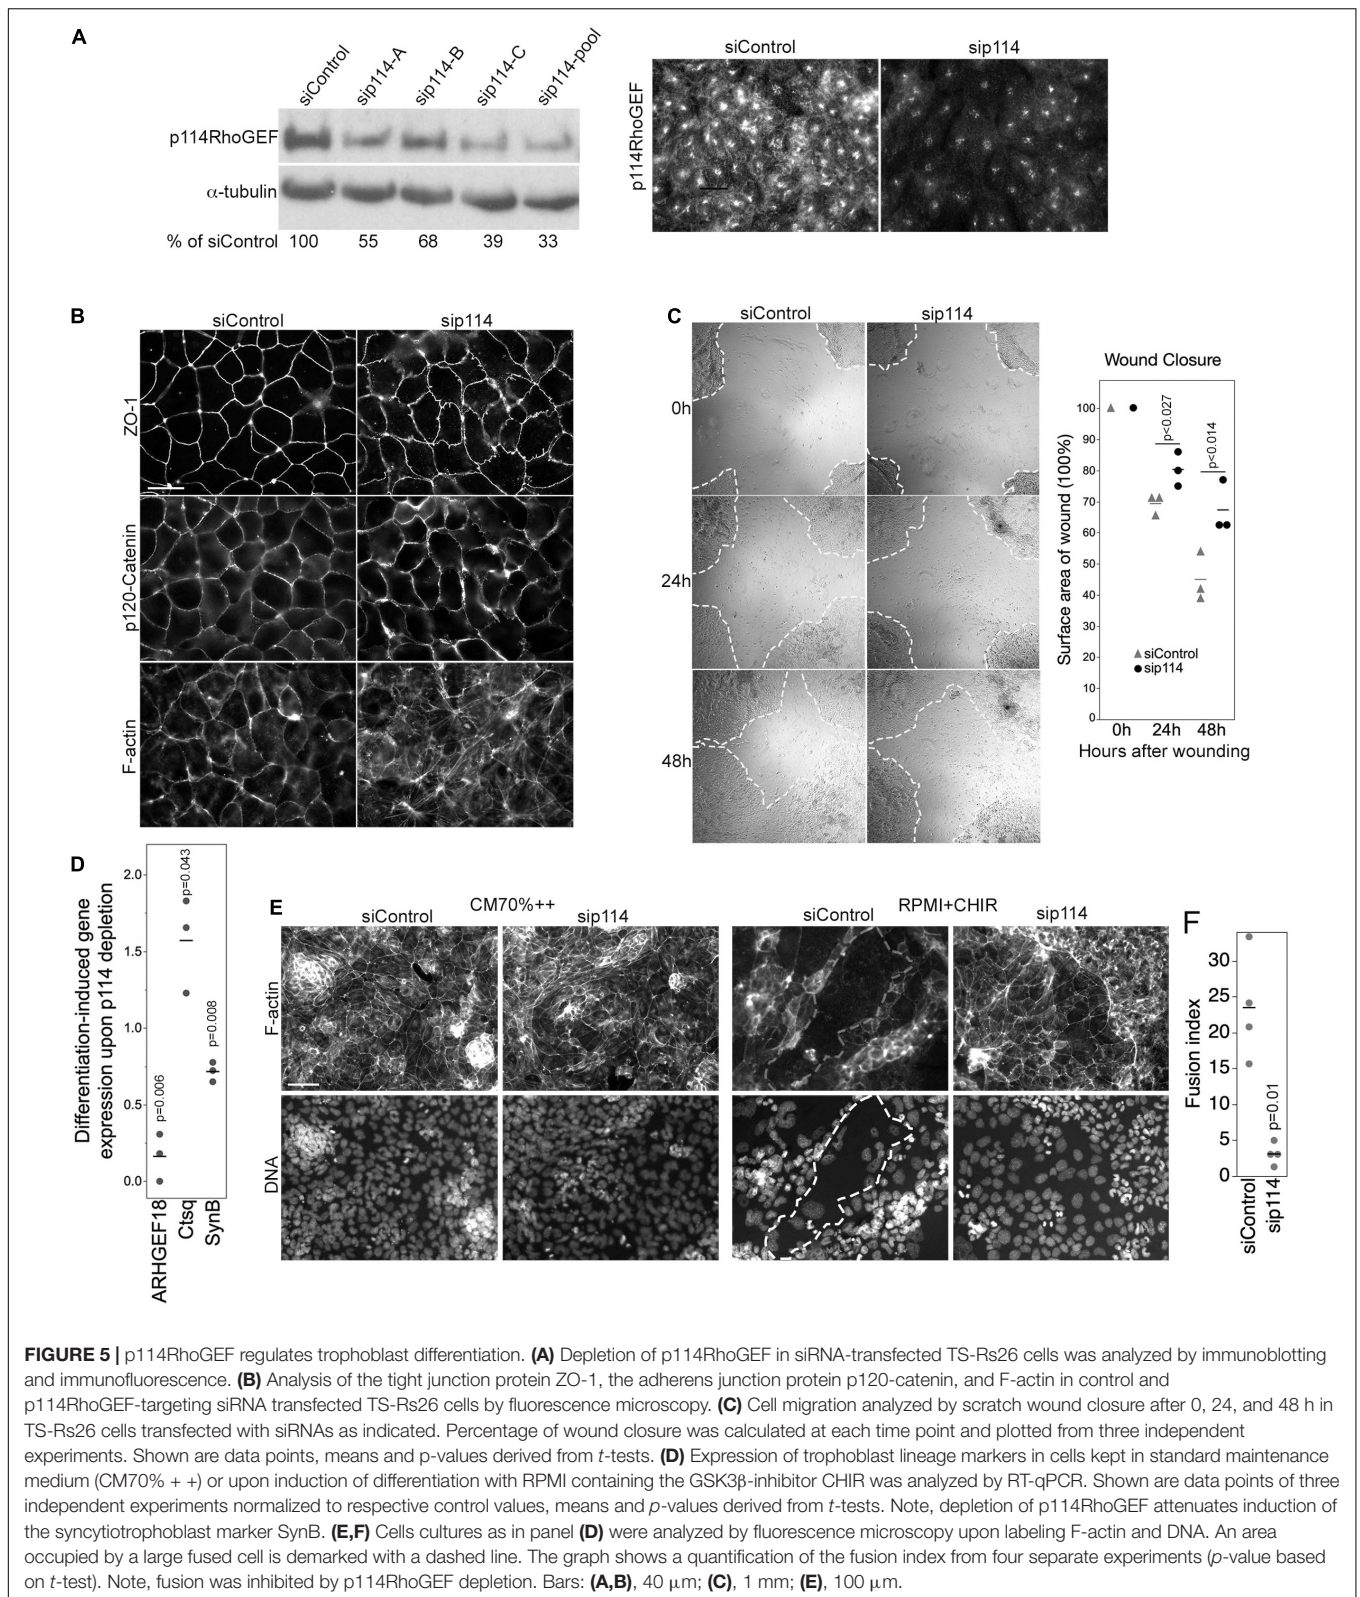 A
siControl
sip114-A
sip114-B
sip114-C
sip114-pool
p114RhoGEF
α-tubulin
% of siControl 100 55 68 39 33
siControl sip114
p114RhoGEF
B
siControl sip114
ZO-1
p120-Catenin
F-actin
C
siControl sip114
0h
24h
48h
Wound Closure
Surface area of wound (100%)
100
90
80
70
60
50
40
30
20
10
0
p<0.027
p<0.014
siControl
sip114
0h 24h 48h
Hours after wounding
D
Differentiation-induced gene
expression upon p114 depletion
2.0
1.5
1.0
0.5
0.0
p=0.006
p=0.043
p=0.008
ARHGEF18
Ctsq
SynB
E
CM70%++ RPMI+CHIR
siControl sip114 siControl sip114
F-actin
DNA
F
Fusion index
30
25
20
15
10
5
0
p=0.01
siControl
sip114
FIGURE 5 | p114RhoGEF regulates trophoblast differentiation. (A) Depletion of p114RhoGEF in siRNA-transfected TS-Rs26 cells was analyzed by immunoblotting
and immunofluorescence. (B) Analysis of the tight junction protein ZO-1, the adherens junction protein p120-catenin, and F-actin in control and
p114RhoGEF-targeting siRNA transfected TS-Rs26 cells by fluorescence microscopy. (C) Cell migration analyzed by scratch wound closure after 0, 24, and 48 h in
TS-Rs26 cells transfected with siRNAs as indicated. Percentage of wound closure was calculated at each time point and plotted from three independent
experiments. Shown are data points, means and p-values derived from t-tests. (D) Expression of trophoblast lineage markers in cells kept in standard maintenance
medium (CM70% + +) or upon induction of differentiation with RPMI containing the GSK3β-inhibitor CHIR was analyzed by RT-qPCR. Shown are data points of three
independent experiments normalized to respective control values, means and p-values derived from t-tests. Note, depletion of p114RhoGEF attenuates induction of
the syncytiotrophoblast marker SynB. (E,F) Cells cultures as in panel (D) were analyzed by fluorescence microscopy upon labeling F-actin and DNA. An area
occupied by a large fused cell is demarked with a dashed line. The graph shows a quantification of the fusion index from four separate experiments (p-value based
on t-test). Note, fusion was inhibited by p114RhoGEF depletion. Bars: (A,B), 40 μm; (C), 1 mm; (E), 100 μm.